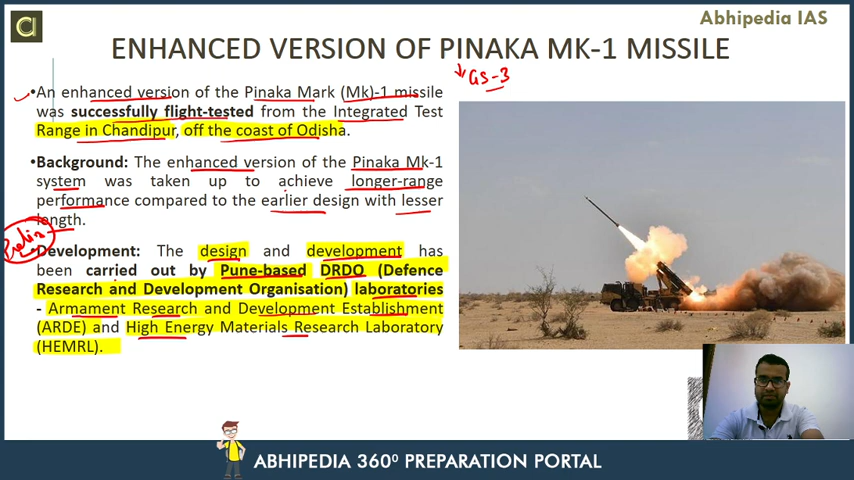 Abhipedia IAS
ENHANCED VERSION OF PINAKA MK-1 MISSILE
GS-3
•An enhanced version of the Pinaka Mark (Mk)-1 missile
was successfully flight-tested from the Integrated Test
Range in Chandipur, off the coast of Odisha.
•Background: The enhanced version of the Pinaka Mk-1
system was taken up to achieve longer-range
performance compared to the earlier design with lesser
length.
Prelim
•Development: The design and development has
been carried out by Pune-based DRDO (Defence
Research and Development Organisation) laboratories
- Armament Research and Development Establishment
(ARDE) and High Energy Materials Research Laboratory
(HEMRL).
ABHIPEDIA 360⁰ PREPARATION PORTAL